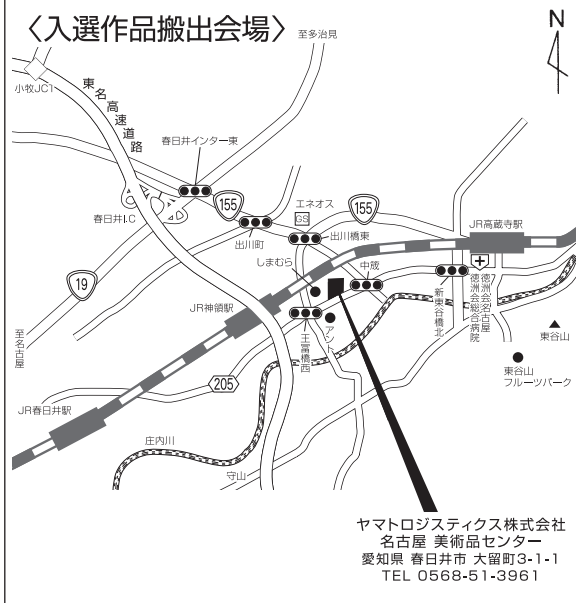 〈入選作品搬出会場〉
N
至多治見
小牧JCT
東名高速道路
春日井インター東
155
エネオス
GS
155
春日井I.C
出川町
出川橋東
JR高蔵寺駅
しまむら
中蔵
徳洲会名古屋
徳洲会総合病院
新東谷橋北
19
JR神領駅
至名古屋
アント
王冨橋西
東谷山
東谷山
フルーツパーク
205
JR春日井駅
庄内川
守山
ヤマトロジスティクス株式会社
名古屋 美術品センター
愛知県 春日井市 大留町3-1-1
TEL 0568-51-3961